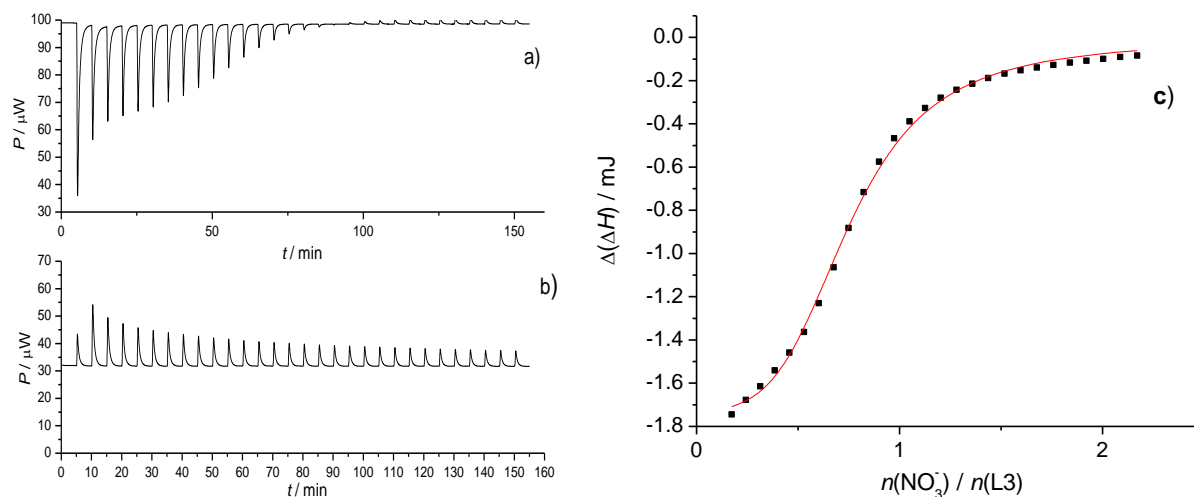 100
90
80
70
60
50
40
30
P / μW
0 50 100 150
t / min
a)
70
60
50
40
30
20
10
0
P / μW
0 10 20 30 40 50 60 70 80 90 100 110 120 130 140 150 160
t / min
b)
0.0
-0.2
-0.4
-0.6
-0.8
-1.0
-1.2
-1.4
-1.6
-1.8
Δ(ΔH) / mJ
0 1 2
n(NO₃⁻) / n(L3)
c)